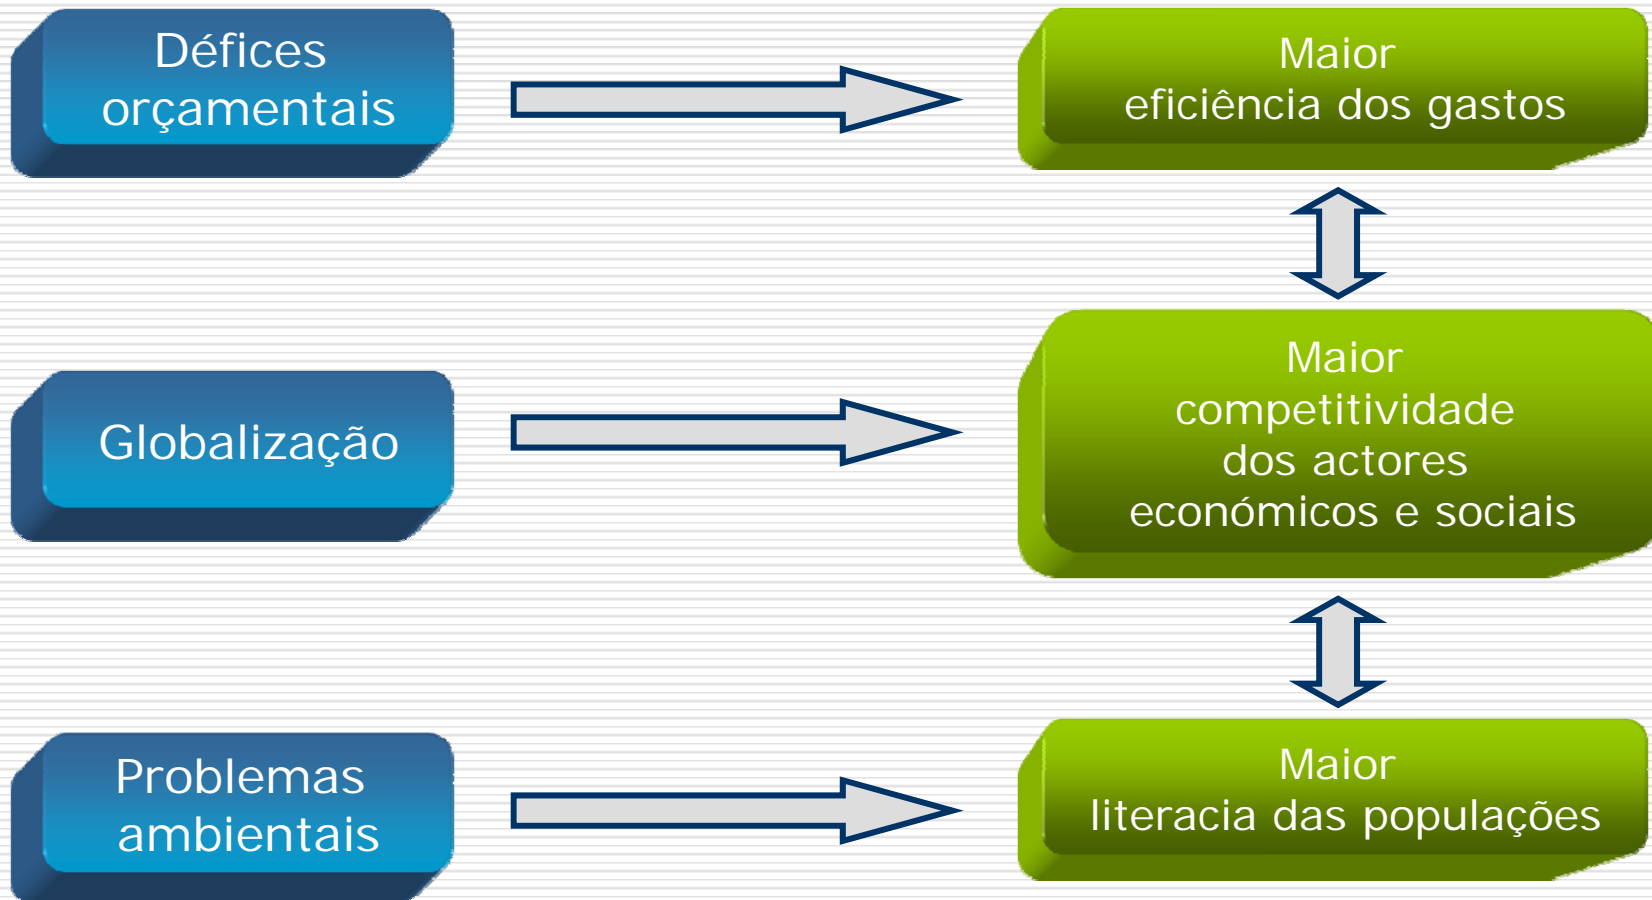 Défices
orçamentais
Maior
eficiência dos gastos
Globalização
Maior
competitividade
dos actores
económicos e sociais
Problemas
ambientais
Maior
literacia das populações